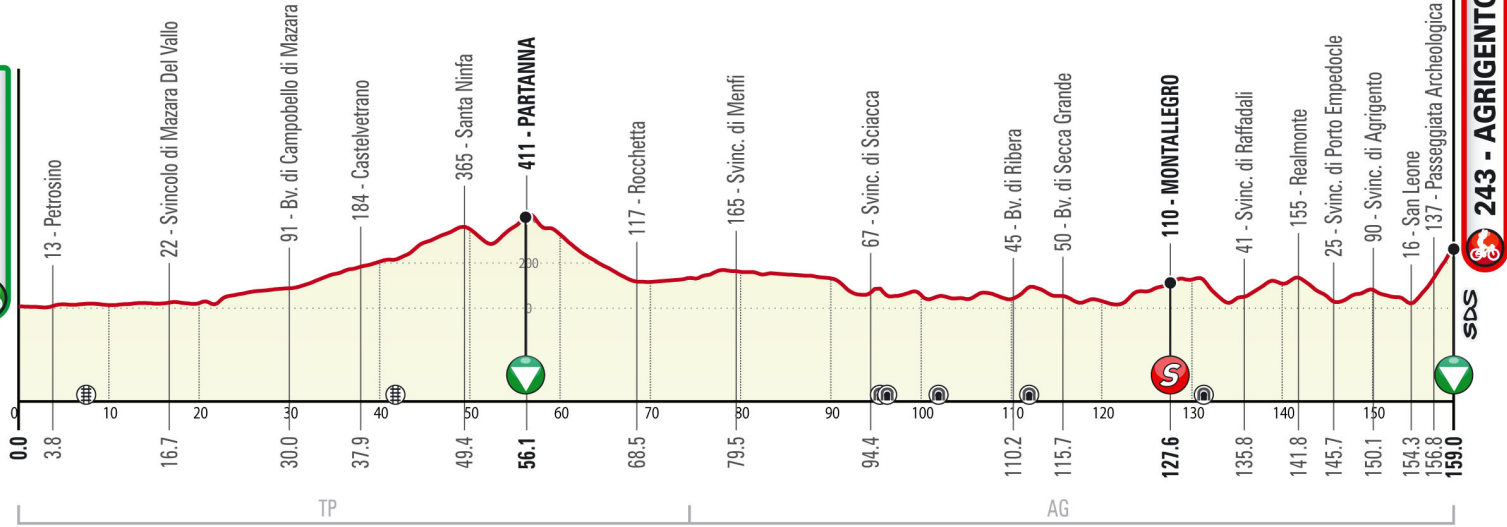 13 - Petrosino
22 - Svincolo di Mazara Del Vallo
91 - Bv. di Campobello di Mazara
184 - Castelvetrano
365 - Santa Ninfa
411 - PARTANNA
117 - Rocchetta
165 - Svinc. di Menfi
67 - Svinc. di Sciacca
45 - Bv. di Ribera
50 - Bv. di Secca Grande
110 - MONTALLEGRO
41 - Svinc. di Raffadali
155 - Realmonte
25 - Svinc. di Porto Empedocle
90 - Svinc. di Agrigento
16 - San Leone
137 - Passeggiata Archeologica
243 - AGRIGENTO
200
0
S
SDS
0 10 20 30 40 50 60 70 80 90 100 110 120 130 140 150
0.0 3.8 16.7 30.0 37.9 49.4 56.1 68.5 79.5 94.4 110.2 115.7 127.6 135.8 141.8 145.7 150.1 154.3 156.8 159.0
TP AG